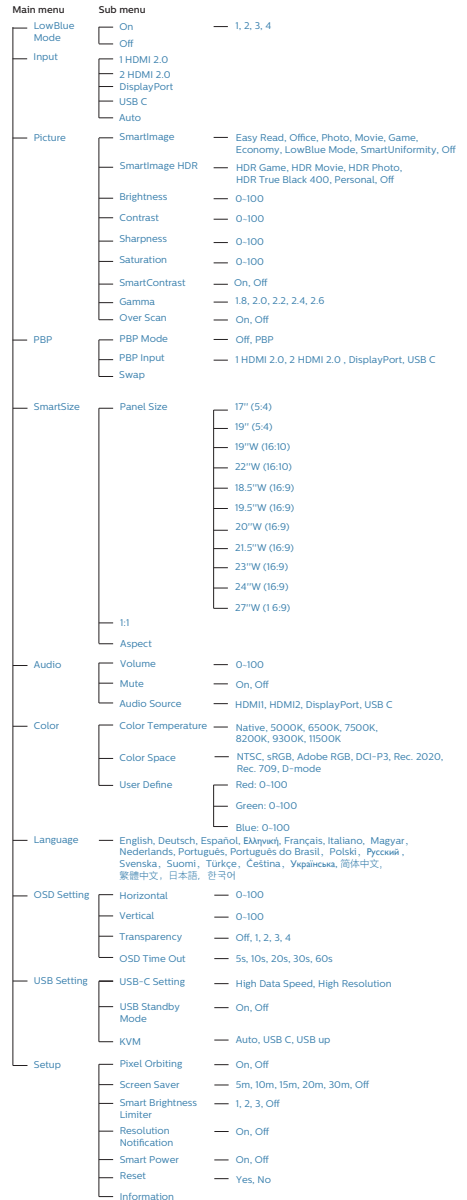 Main menu Sub menu
LowBlue Mode On 1, 2, 3, 4
Off
Input 1 HDMI 2.0
2 HDMI 2.0
DisplayPort
USB C
Auto
Picture SmartImage Easy Read, Office, Photo, Movie, Game,
Economy, LowBlue Mode, SmartUniformity, Off
SmartImage HDR HDR Game, HDR Movie, HDR Photo,
HDR True Black 400, Personal, Off
Brightness 0-100
Contrast 0-100
Sharpness 0-100
Saturation 0-100
SmartContrast On, Off
Gamma 1.8, 2.0, 2.2, 2.4, 2.6
Over Scan On, Off
PBP PBP Mode Off, PBP
PBP Input 1 HDMI 2.0, 2 HDMI 2.0 , DisplayPort, USB C
Swap
SmartSize Panel Size 17" (5:4)
19" (5:4)
19"W (16:10)
22"W (16:10)
18.5"W (16:9)
19.5"W (16:9)
20"W (16:9)
21.5"W (16:9)
23"W (16:9)
24"W (16:9)
27"W (1 6:9)
1:1
Aspect
Audio Volume 0-100
Mute On, Off
Audio Source HDMI1, HDMI2, DisplayPort, USB C
Color Color Temperature Native, 5000K, 6500K, 7500K,
8200K, 9300K, 11500K
Color Space NTSC, sRGB, Adobe RGB, DCI-P3, Rec. 2020,
Rec. 709, D-mode
User Define Red: 0-100
Green: 0-100
Blue: 0-100
Language English, Deutsch, Español, Ελληνική, Français, Italiano, Magyar,
Nederlands, Português, Português do Brasil, Polski, Русский ,
Svenska, Suomi, Türkçe, Čeština, Українська, 简体中文,
繁體中文, 日本語, 한국어
OSD Setting Horizontal 0-100
Vertical 0-100
Transparency Off, 1, 2, 3, 4
OSD Time Out 5s, 10s, 20s, 30s, 60s
USB Setting USB-C Setting High Data Speed, High Resolution
USB Standby Mode On, Off
KVM Auto, USB C, USB up
Setup Pixel Orbiting On, Off
Screen Saver 5m, 10m, 15m, 20m, 30m, Off
Smart Brightness Limiter 1, 2, 3, Off
Resolution Notification On, Off
Smart Power On, Off
Reset Yes, No
Information